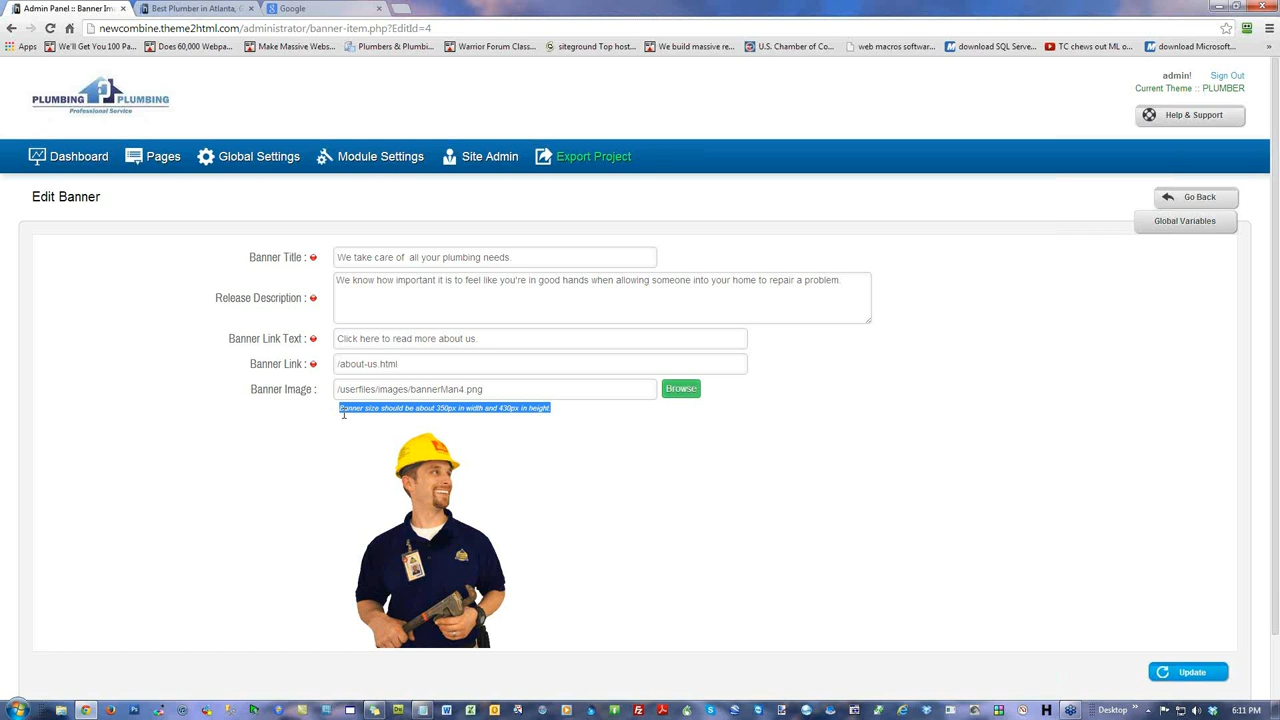 Admin Panel :: Banner Im
Best Plumber in Atlanta, G
Google
newcombine.theme2html.com/administrator/banner-item.php?EditId=4
Apps
We'll Get You 100 Pa...
Does 60,000 Webpa...
Make Massive Webs...
Plumbers & Plumbi...
Warrior Forum Class...
siteground Top host...
We build massive re...
U.S. Chamber of Co...
web macros softwar...
download SQL Serve...
TC chews out ML o...
download Microsoft...
PLUMBING PLUMBING
Professional Service
admin! Sign Out
Current Theme :: PLUMBER
Help & Support
Dashboard
Pages
Global Settings
Module Settings
Site Admin
Export Project
Edit Banner
Go Back
Global Variables
Banner Title :
We take care of all your plumbing needs.
Release Description :
We know how important it is to feel like you're in good hands when allowing someone into your home to repair a problem.
Banner Link Text :
Click here to read more about us.
Banner Link :
/about-us.html
Banner Image :
/userfiles/images/bannerMan4.png
Browse
Banner size should be about 350px in width and 430px in height.
Update
Desktop
6:11 PM